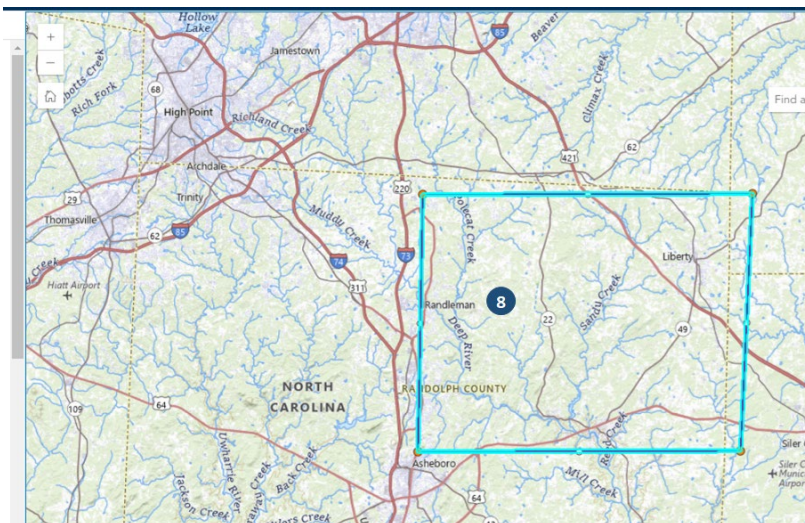 Hollow
Lake
Jamestown
85
Beaver
+
−
Abbotts Creek
Rich Fork
68
High Point
Richland Creek
Climax Creek
Find a
62
421
Archdale
29
Trinity
220
Polecat Creek
Thomasville
62
85
Muddy Creek
74
73
Liberty
Hiatt Airport
311
Randleman
8
Sandy Creek
22
49
Deep River
NORTH
CAROLINA
RANDOLPH COUNTY
109
64
Uwharrie River
Back Creek
Asheboro
Siler C
Siler C
Munic
Airpor
Jackson Creek
Mill Creek
64